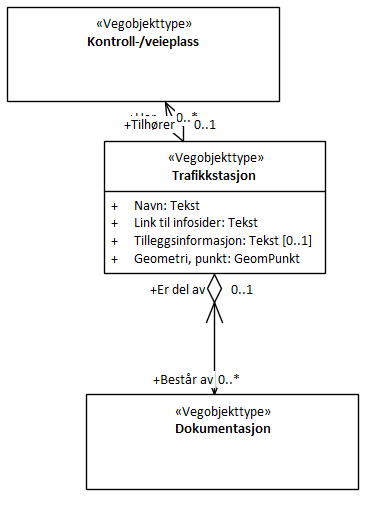 «Vegobjekttype»
Kontroll-/veieplass
0..*
+Tilhører 0..1
«Vegobjekttype»
Trafikkstasjon
+ Navn: Tekst
+ Link til infosider: Tekst
+ Tilleggsinformasjon: Tekst [0..1]
+ Geometri, punkt: GeomPunkt
+Er del av 0..1
+Består av 0..*
«Vegobjekttype»
Dokumentasjon